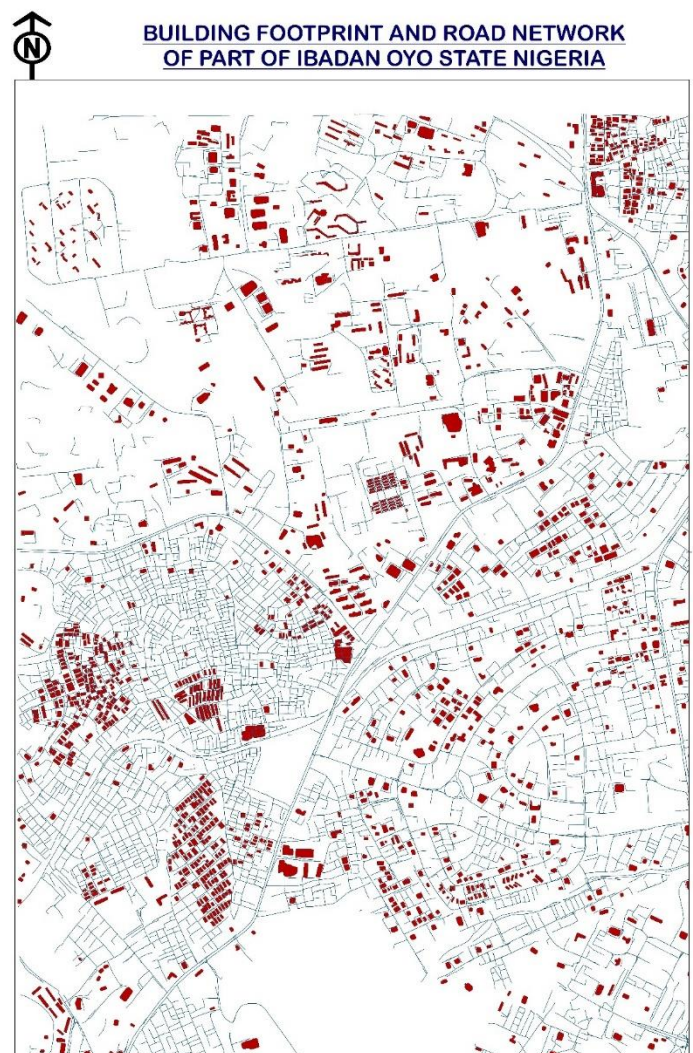 N
BUILDING FOOTPRINT AND ROAD NETWORK
OF PART OF IBADAN OYO STATE NIGERIA